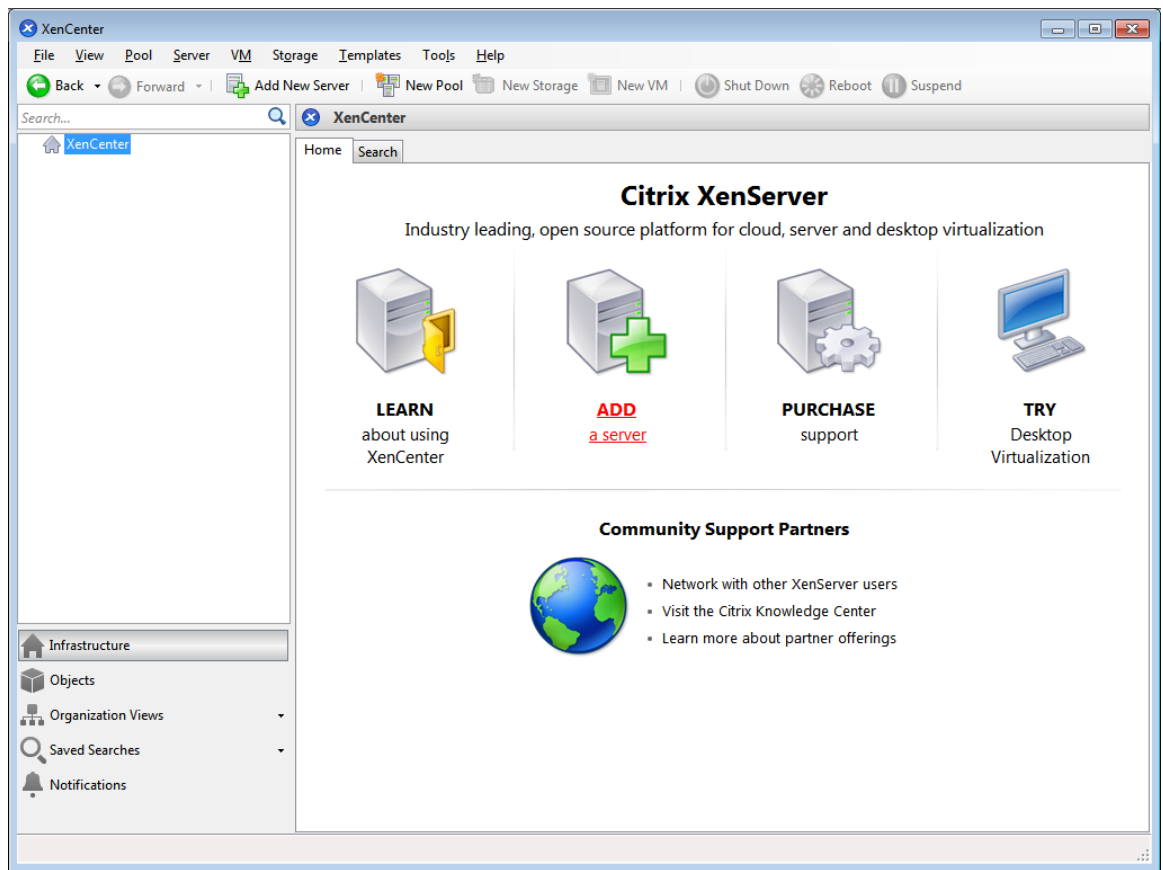 XenCenter
File View Pool Server VM Storage Templates Tools Help
Back Forward Add New Server New Pool New Storage New VM Shut Down Reboot Suspend
Search...
XenCenter
XenCenter
Home Search
Citrix XenServer
Industry leading, open source platform for cloud, server and desktop virtualization
LEARN
about using
XenCenter
ADD
a server
PURCHASE
support
TRY
Desktop
Virtualization
Community Support Partners
Network with other XenServer users
Visit the Citrix Knowledge Center
Learn more about partner offerings
Infrastructure
Objects
Organization Views
Saved Searches
Notifications